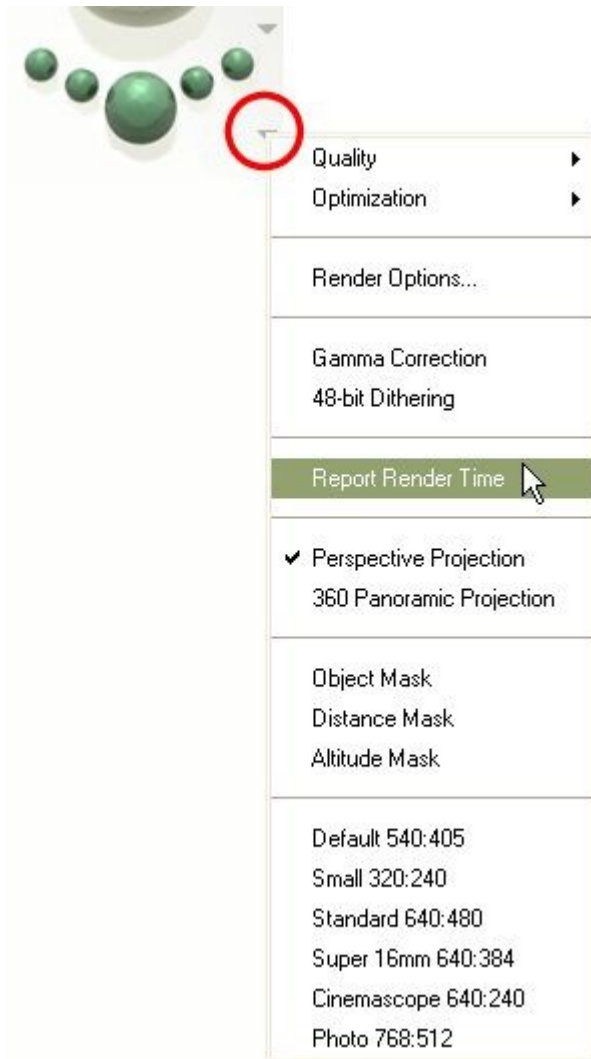 Quality
Optimization
Render Options...
Gamma Correction
48-bit Dithering
Report Render Time
Perspective Projection
360 Panoramic Projection
Object Mask
Distance Mask
Altitude Mask
Default 540:405
Small 320:240
Standard 640:480
Super 16mm 640:384
Cinemascope 640:240
Photo 768:512